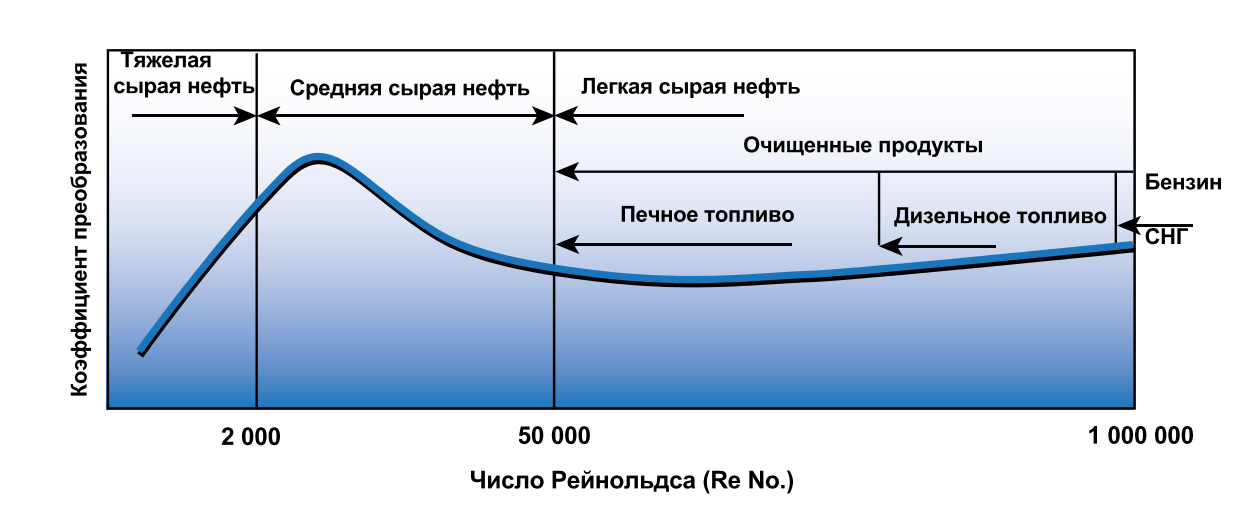 Коэффициент преобразования
Тяжелая
сырая нефть
Средняя сырая нефть
Легкая сырая нефть
Очищенные продукты
Бензин
Печное топливо
Дизельное топливо
СНГ
2 000
50 000
1 000 000
Число Рейнольдса (Re No.)